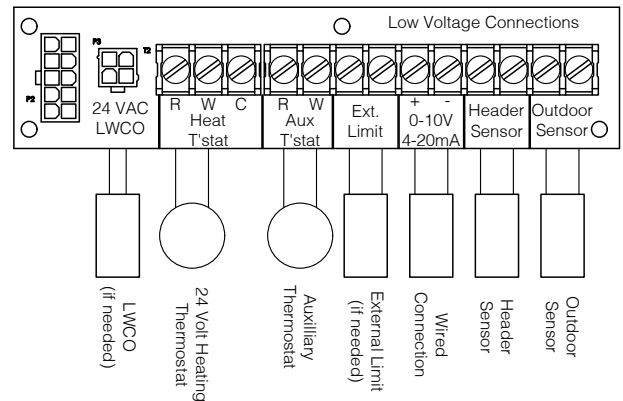 Low Voltage Connections
P3
T2
P2
24 VAC
LWCO
R W C
Heat
T'stat
R W
Aux
T'stat
Ext.
Limit
+ -
0-10V
4-20mA
Header
Sensor
Outdoor
Sensor
LWCO
(if needed)
24 Volt Heating
Thermostat
Auxilliary
Thermostat
External Limit
(if needed)
Wired
Connection
Header
Sensor
Outdoor
Sensor